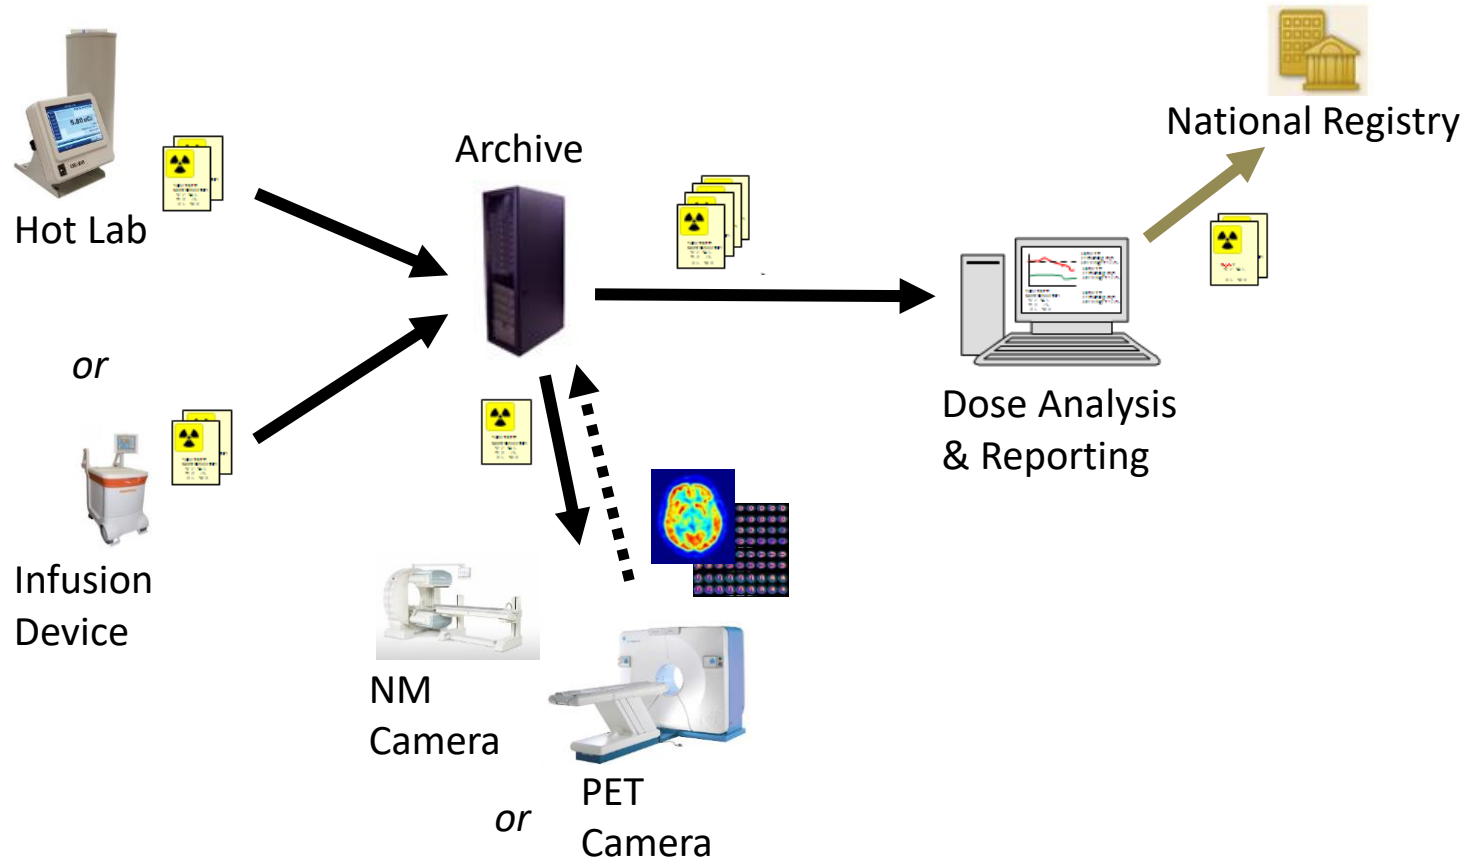 National Registry
Archive
Hot Lab
or
Dose Analysis
& Reporting
Infusion
Device
NM
Camera
PET
Camera
or